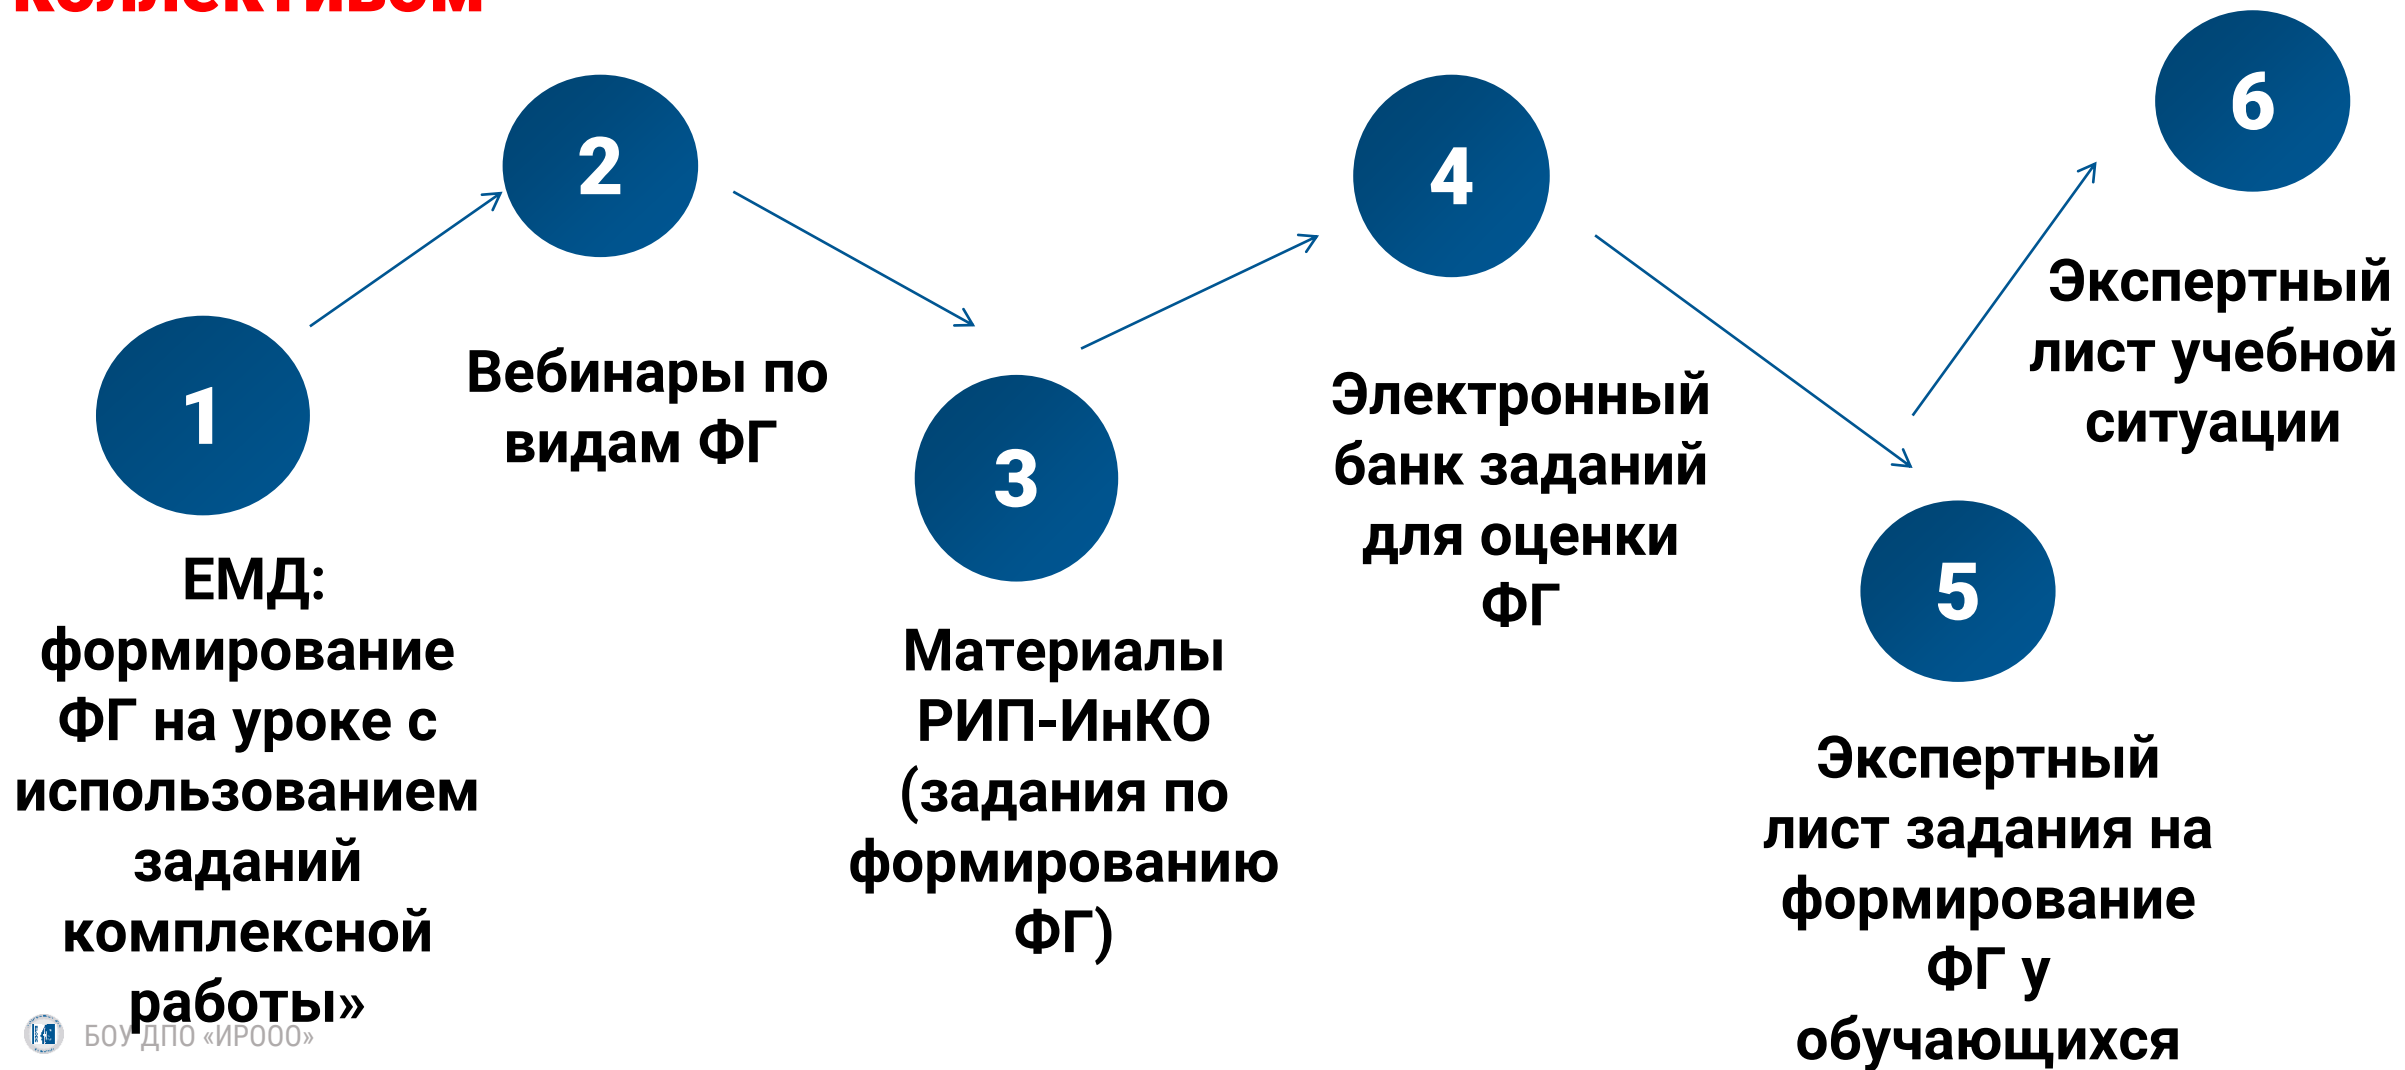 коллективом
1
ЕМД:
формирование
ФГ на уроке с
использованием
заданий
комплексной
работы»
2
Вебинары по
видам ФГ
3
Материалы
РИП-ИнКО
(задания по
формированию
ФГ)
4
Электронный
банк заданий
для оценки
ФГ
5
Экспертный
лист задания на
формирование
ФГ у
обучающихся
6
Экспертный
лист учебной
ситуации
БОУ ДПО «ИРООО»